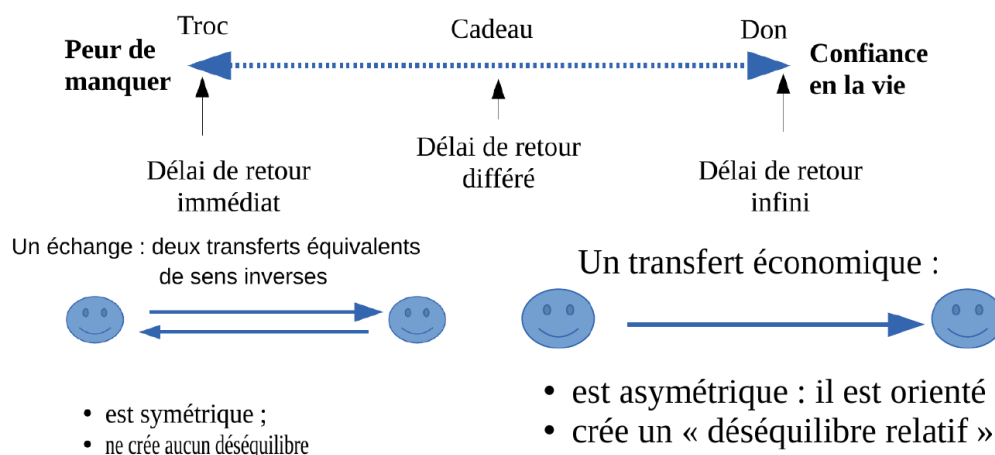 Troc
Cadeau
Don
Peur de
manquer
Confiance
en la vie
Délai de retour
immédiat
Délai de retour
différé
Délai de retour
infini
Un échange : deux transferts équivalents
de sens inverses
• est symétrique ;
• ne crée aucun déséquilibre
Un transfert économique :
• est asymétrique : il est orienté
• crée un « déséquilibre relatif »